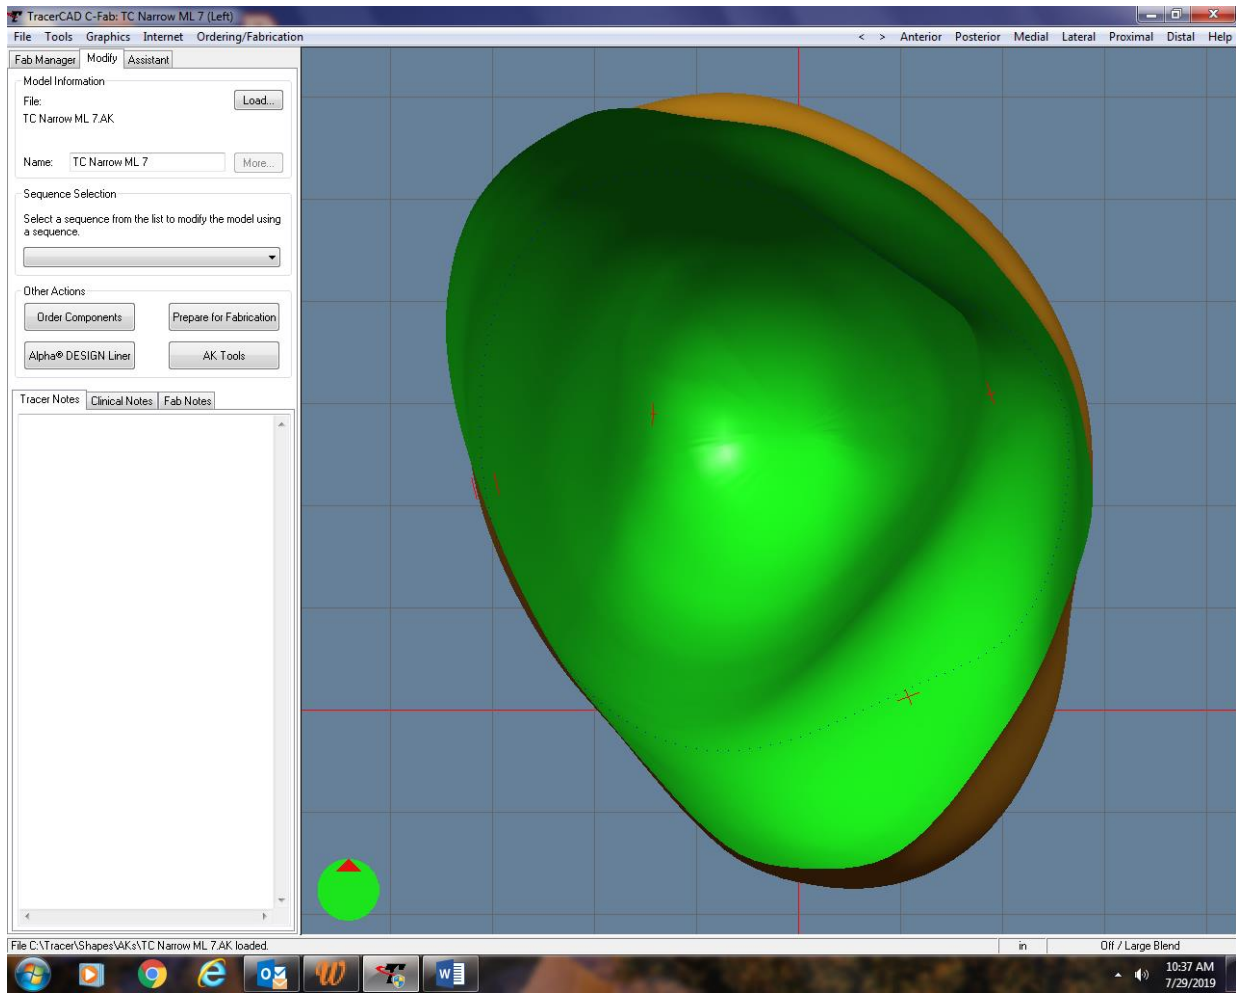 TracerCAD C-Fab: TC Narrow ML 7 (Left)
File Tools Graphics Internet Ordering/Fabrication < > Anterior Posterior Medial Lateral Proximal Distal Help
Fab Manager Modify Assistant
Model Information
File: Load...
TC Narrow ML 7.AK
Name: TC Narrow ML 7 More...
Sequence Selection
Select a sequence from the list to modify the model using
a sequence.
Other Actions
Order Components Prepare for Fabrication
Alpha® DESIGN Liner AK Tools
Tracer Notes Clinical Notes Fab Notes
File C:\Tracer\Shapes\AKs\TC Narrow ML 7.AK loaded. in Off / Large Blend
10:37 AM
7/29/2019